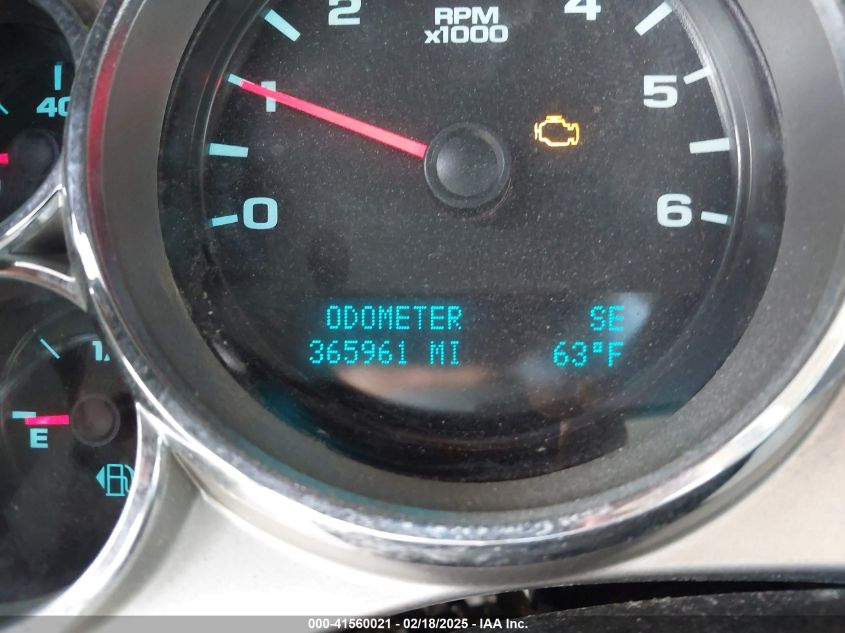 2 4
RPM
x1000
1 5
40
0 6
ODOMETER SE
365961 MI 63°F
E
000-41560021 - 02/18/2025 - IAA Inc.